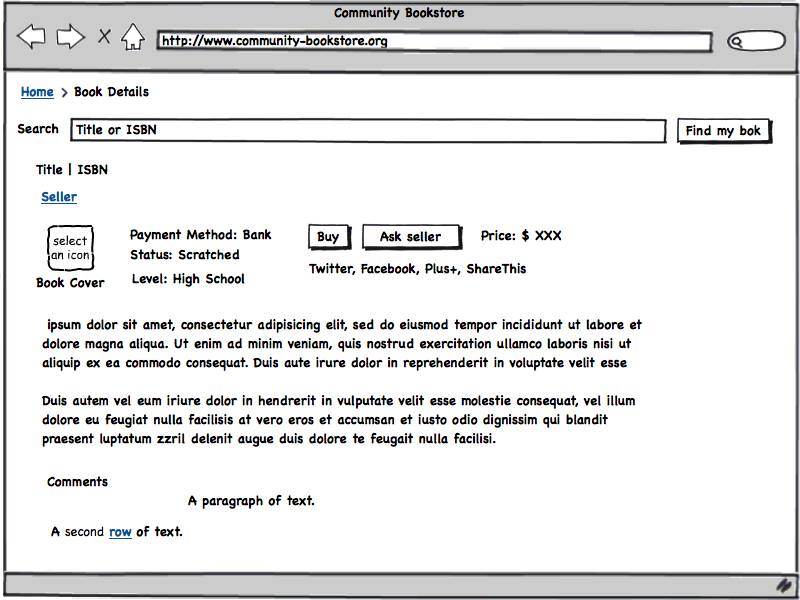 Community Bookstore
http://www.community-bookstore.org
Home > Book Details
Search Title or ISBN Find my bok
Title | ISBN
Seller
select
an icon
Book Cover
Payment Method: Bank
Status: Scratched
Level: High School
Buy Ask seller Price: $ XXX
Twitter, Facebook, Plus+, ShareThis
ipsum dolor sit amet, consectetur adipisicing elit, sed do eiusmod tempor incididunt ut labore et
dolore magna aliqua. Ut enim ad minim veniam, quis nostrud exercitation ullamco laboris nisi ut
aliquip ex ea commodo consequat. Duis aute irure dolor in reprehenderit in voluptate velit esse
Duis autem vel eum iriure dolor in hendrerit in vulputate velit esse molestie consequat, vel illum
dolore eu feugiat nulla facilisis at vero eros et accumsan et iusto odio dignissim qui blandit
praesent luptatum zzril delenit augue duis dolore te feugait nulla facilisi.
Comments
A paragraph of text.
A second row of text.